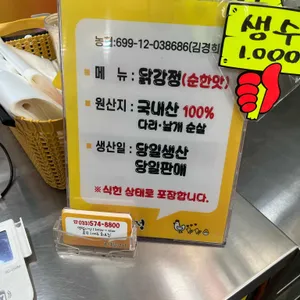 농협:699-12-038686(김경희
생수
1.000
메 뉴 : 닭강정(순한맛)
원산지 : 국내산 100%
다리·날개 순살
생산일 : 당일생산
당일판매
※식힌 상태로 포장합니다.
574-8800